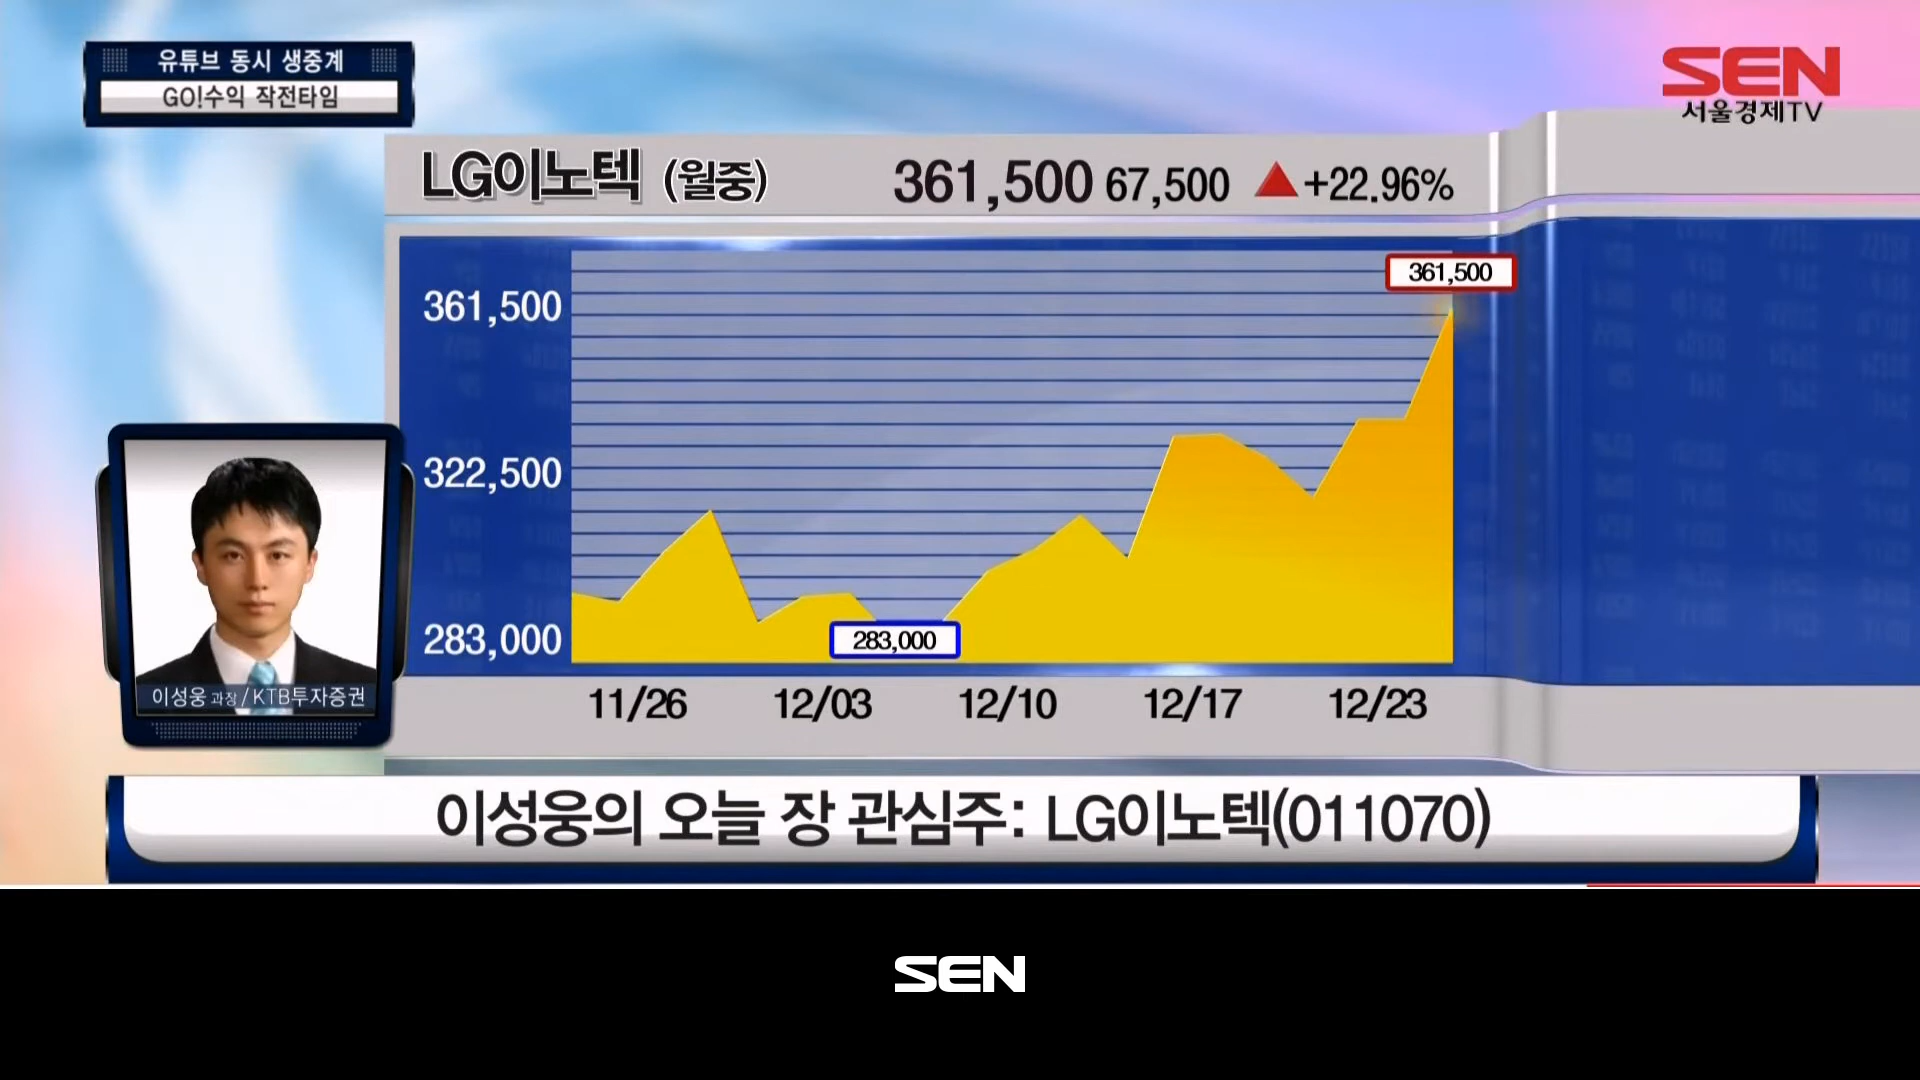 유튜브 동시 생중계
GO!수익 작전타임
SEN
서울경제TV
LG이노텍 (월중) 361,500 67,500 ▲+22.96%
361,500
361,500
322,500
283,000
283,000
11/26 12/03 12/10 12/17 12/23
이성웅 과장/KTB투자증권
이성웅의 오늘 장 관심주: LG이노텍(011070)
SEN